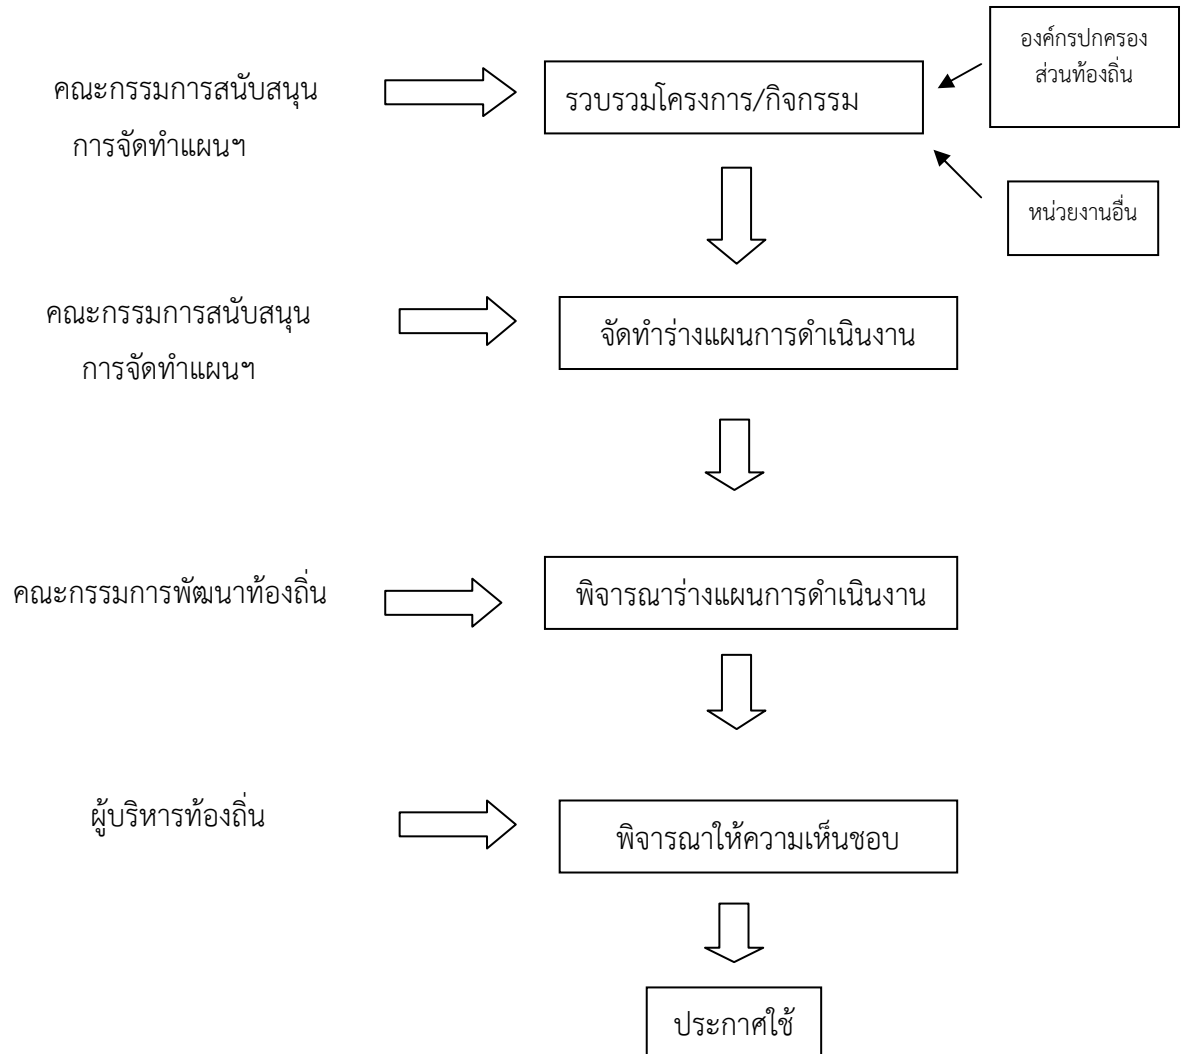 องค์กรปกครอง
ส่วนท้องถิ่น
คณะกรรมการสนับสนุน
การจัดทำแผนฯ
รวบรวมโครงการ/กิจกรรม
หน่วยงานอื่น
คณะกรรมการสนับสนุน
การจัดทำแผนฯ
จัดทำร่างแผนการดำเนินงาน
คณะกรรมการพัฒนาท้องถิ่น
พิจารณาร่างแผนการดำเนินงาน
ผู้บริหารท้องถิ่น
พิจารณาให้ความเห็นชอบ
ประกาศใช้